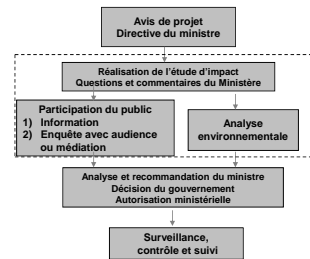 Avis de projet
Directive du ministre
Réalisation de l'étude d'impact
Questions et commentaires du Ministère
Participation du public
1) Information
2) Enquête avec audience
ou médiation
Analyse
environnementale
Analyse et recommandation du ministre
Décision du gouvernement
Autorisation ministérielle
Surveillance,
contrôle et suivi